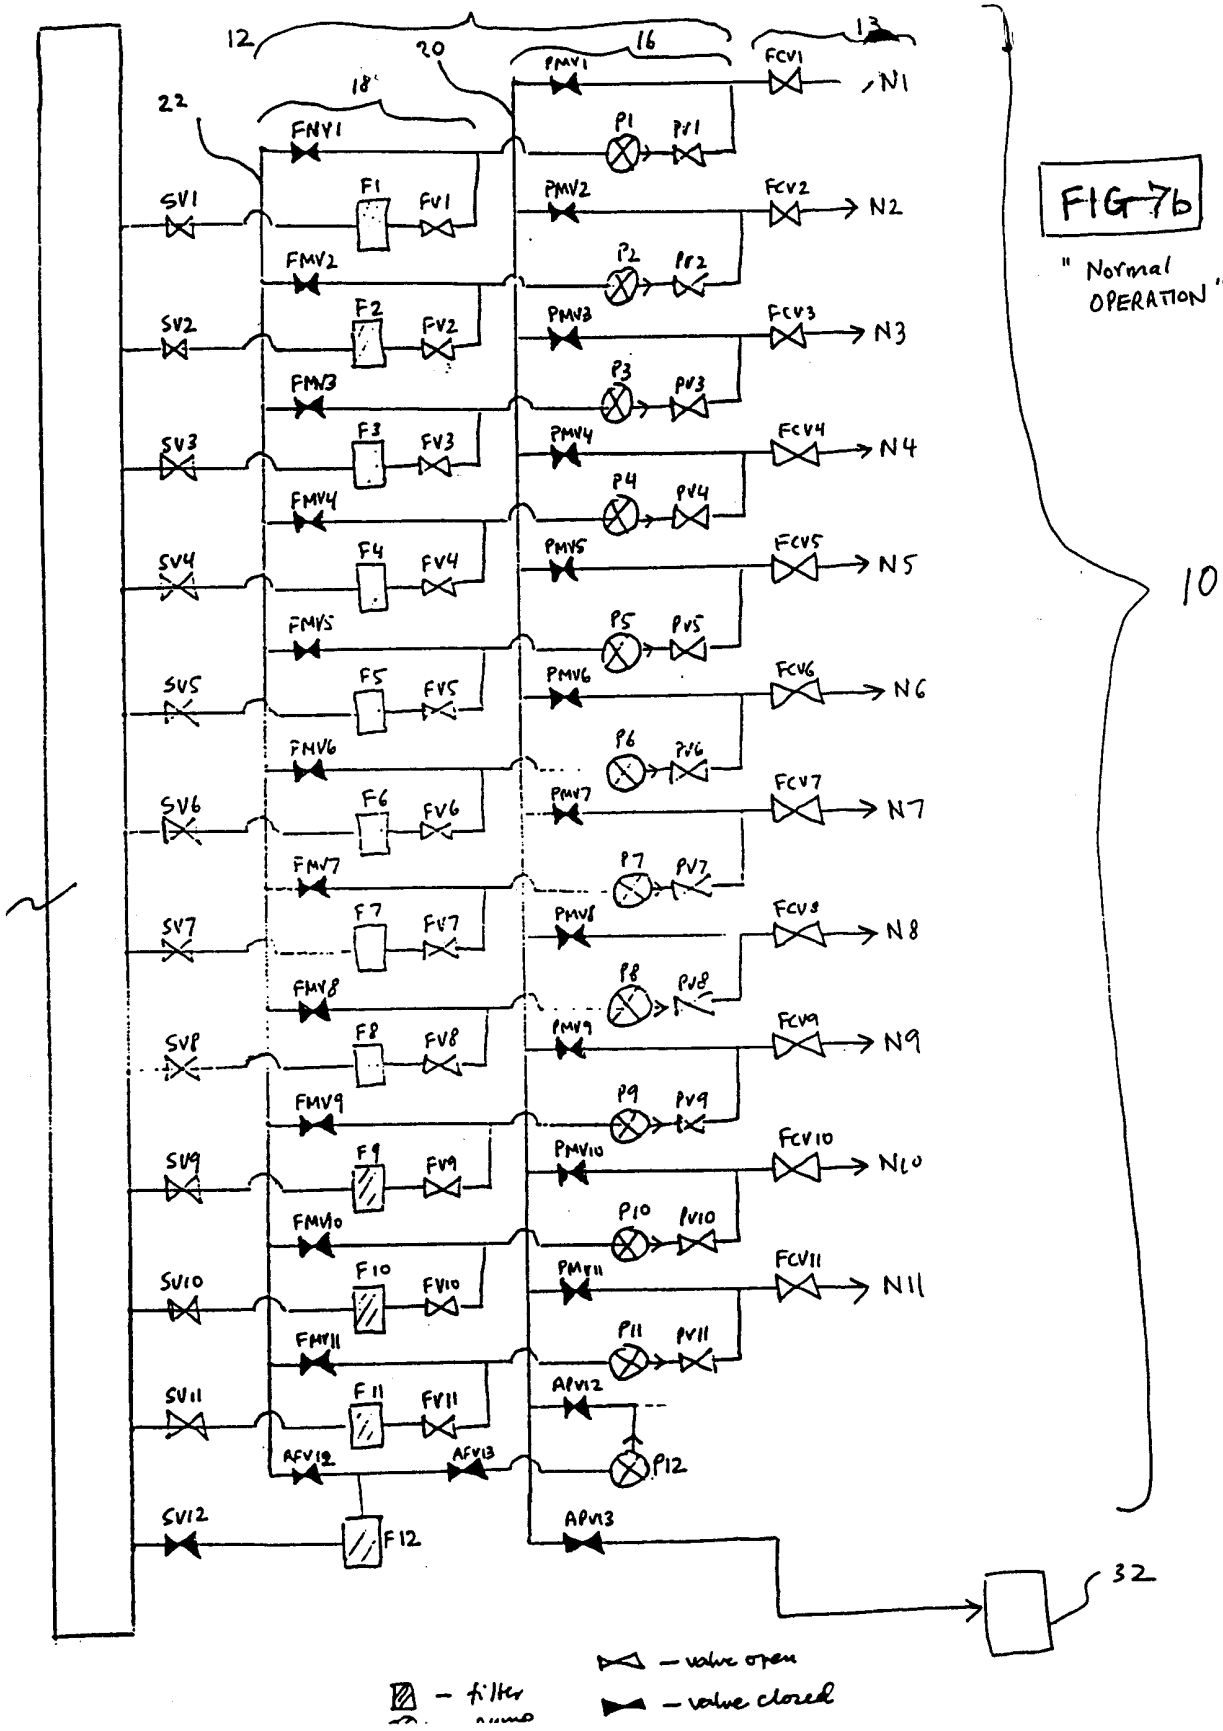 12
20
16
13
PMV1
FCV1
N1
22
18
FMV1
P1
PV1
FIG 7b
" Normal
OPERATION "
SV1
F1
FV1
PMV2
FCV2
N2
FMV2
P2
PV2
SV2
F2
FV2
PMV3
FCV3
N3
FMV3
P3
PV3
SV3
F3
FV3
PMV4
FCV4
N4
FMV4
P4
PV4
SV4
F4
FV4
PMV5
FCV5
N5
10
FMV5
P5
PV5
SV5
F5
FV5
PMV6
FCV6
N6
FMV6
P6
PV6
SV6
F6
FV6
PMV7
FCV7
N7
FMV7
P7
PV7
SV7
F7
FV7
PMV8
FCV8
N8
FMV8
P8
PV8
SV8
F8
FV8
PMV9
FCV9
N9
FMV9
P9
PV9
SV9
F9
FV9
PMV10
FCV10
N10
FMV10
P10
PV10
SV10
F10
FV10
PMV11
FCV11
N11
FMV11
P11
PV11
SV11
F11
FV11
APV12
AFV12
AFV13
P12
SV12
F12
APV13
32
- valve open
- filter
- valve closed
- pump